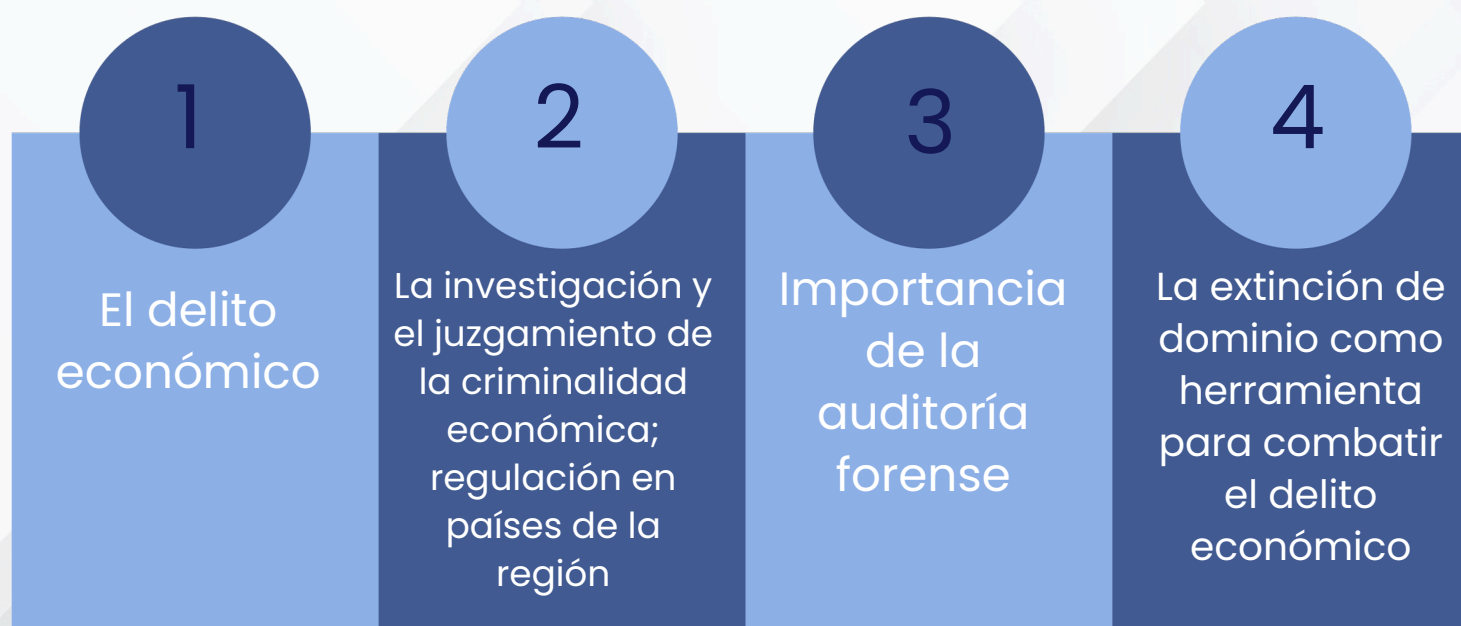 1
El delito
económico
2
La investigación y
el juzgamiento de
la criminalidad
económica;
regulación en
países de la
región
3
Importancia
de la
auditoría
forense
4
La extinción de
dominio como
herramienta
para combatir
el delito
económico